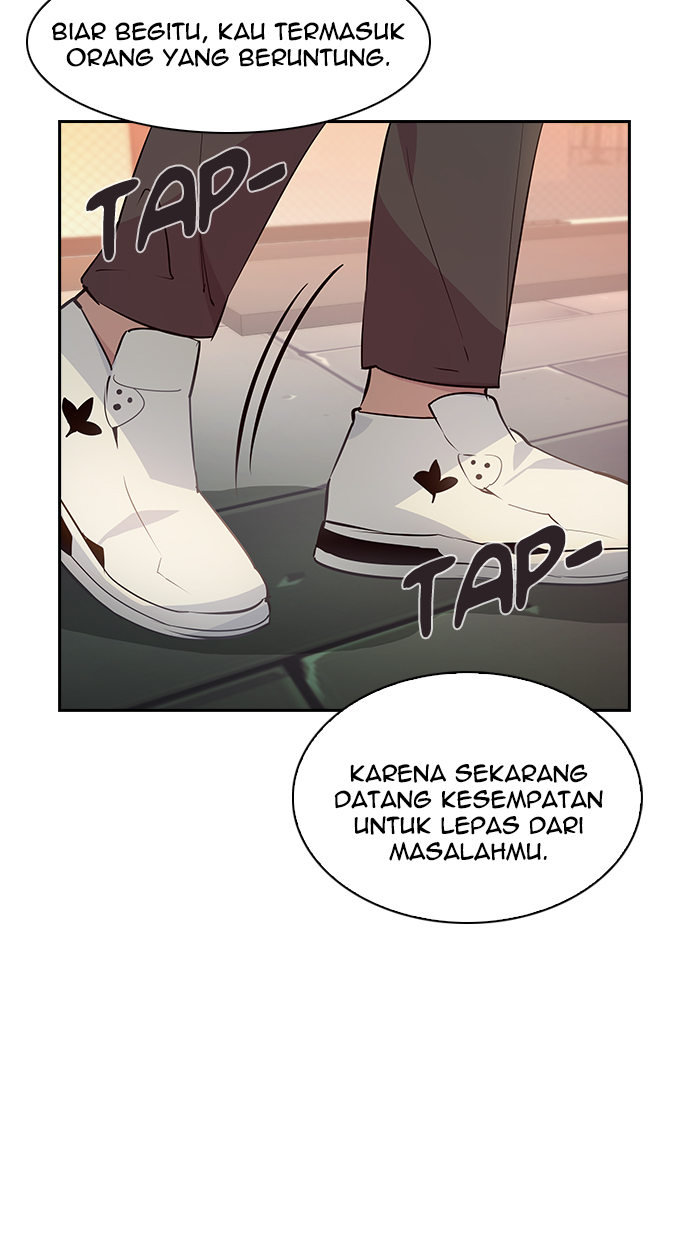 BIAR BEGITU, KAU TERMASUK
ORANG YANG BERUNTUNG.
TAP-
TAP-
KARENA SEKARANG
DATANG KESEMPATAN
UNTUK LEPAS DARI
MASALAHMU.